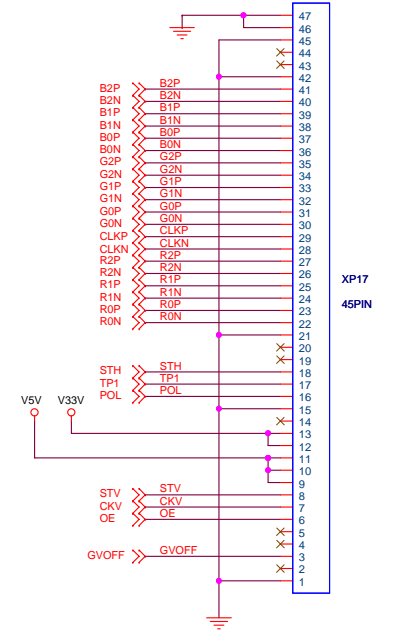 47
46
45
44
43
42
B2P B2P 41
B2N B2N 40
B1P B1P 39
B1N B1N 38
B0P B0P 37
B0N B0N 36
G2P G2P 35
G2N G2N 34
G1P G1P 33
G1N G1N 32
G0P G0P 31
G0N G0N 30
CLKP CLKP 29
CLKN CLKN 28
R2P R2P 27
R2N R2N 26
R1P R1P 25
R1N R1N 24
R0P R0P 23
R0N R0N 22
XP17
45PIN
21
20
19
STH STH 18
TP1 TP1 17
POL POL 16
V5V V33V
15
14
13
12
11
10
9
STV STV 8
CKV CKV 7
OE OE 6
5
4
GVOFF GVOFF 3
2
1